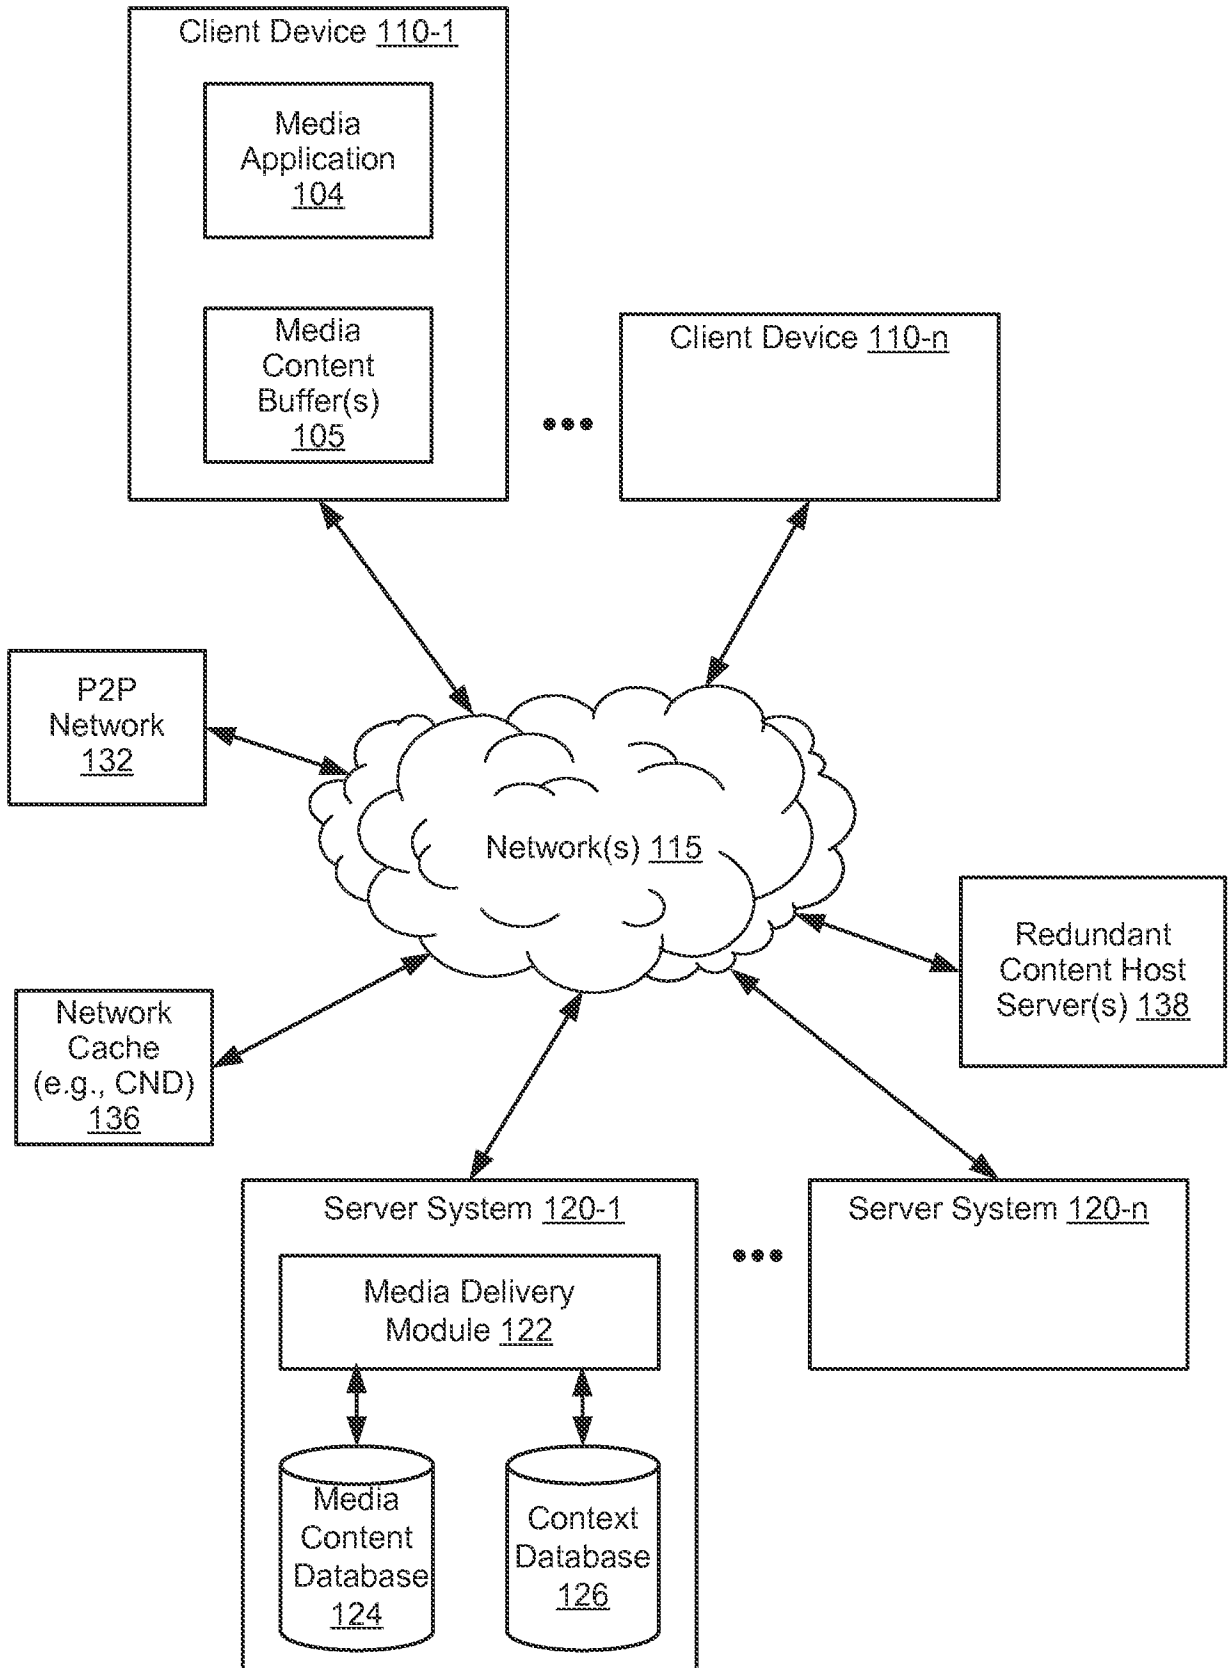 Client Device 110-1
Media
Application
104
Media
Content
Buffer(s)
105
Client Device 110-n
P2P
Network
132
Network(s) 115
Redundant
Content Host
Server(s) 138
Network
Cache
(e.g., CND)
136
Server System 120-1
Media Delivery
Module 122
Media
Content
Database
124
Context
Database
126
Server System 120-n